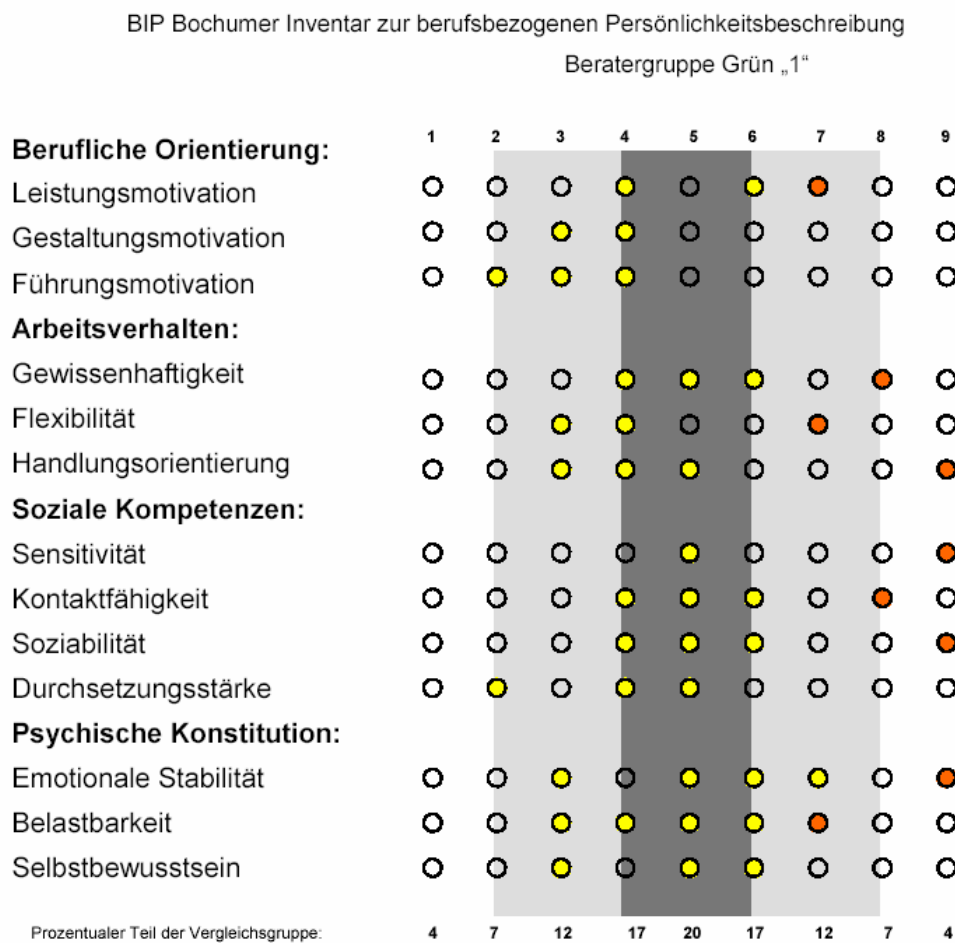 BIP Bochumer Inventar zur berufsbezogenen Persönlichkeitsbeschreibung
Beratergruppe Grün „1“
1 2 3 4 5 6 7 8 9
Berufliche Orientierung:
Leistungsmotivation
Gestaltungsmotivation
Führungsmotivation
Arbeitsverhalten:
Gewissenhaftigkeit
Flexibilität
Handlungsorientierung
Soziale Kompetenzen:
Sensitivität
Kontaktfähigkeit
Soziabilität
Durchsetzungsstärke
Psychische Konstitution:
Emotionale Stabilität
Belastbarkeit
Selbstbewusstsein
Prozentualer Teil der Vergleichsgruppe: 4 7 12 17 20 17 12 7 4